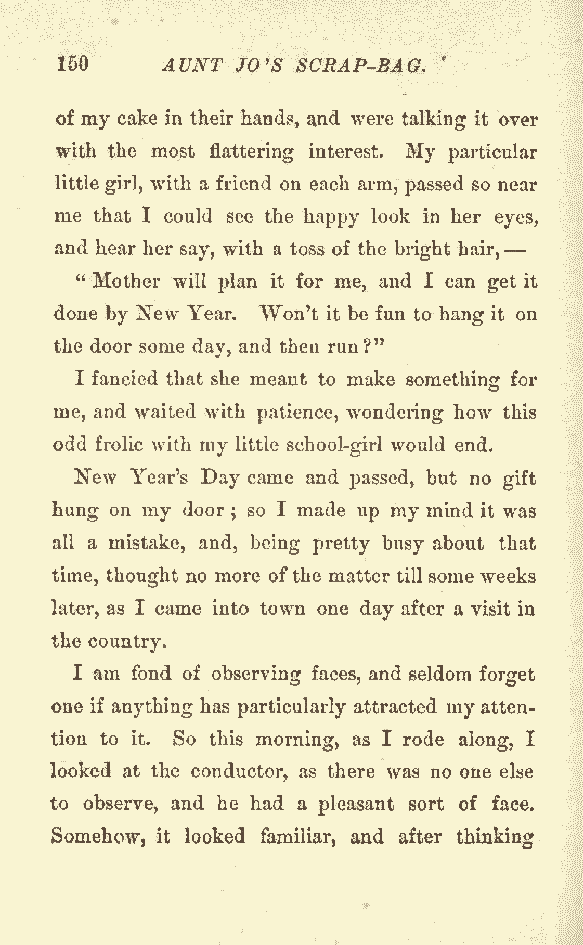 150 AUNT JO'S SCRAP-BAG.
of my cake in their hands, and were talking it over
with the most flattering interest. My particular
little girl, with a friend on each arm, passed so near
me that I could see the happy look in her eyes,
and hear her say, with a toss of the bright hair,—
"Mother will plan it for me, and I can get it
done by New Year. Won't it be fun to hang it on
the door some day, and then run?"
I fancied that she meant to make something for
me, and waited with patience, wondering how this
odd frolic with my little school-girl would end.
New Year's Day came and passed, but no gift
hung on my door; so I made up my mind it was
all a mistake, and, being pretty busy about that
time, thought no more of the matter till some weeks
later, as I came into town one day after a visit in
the country.
I am fond of observing faces, and seldom forget
one if anything has particularly attracted my atten-
tion to it. So this morning, as I rode along, I
looked at the conductor, as there was no one else
to observe, and he had a pleasant sort of face.
Somehow, it looked familiar, and after thinking